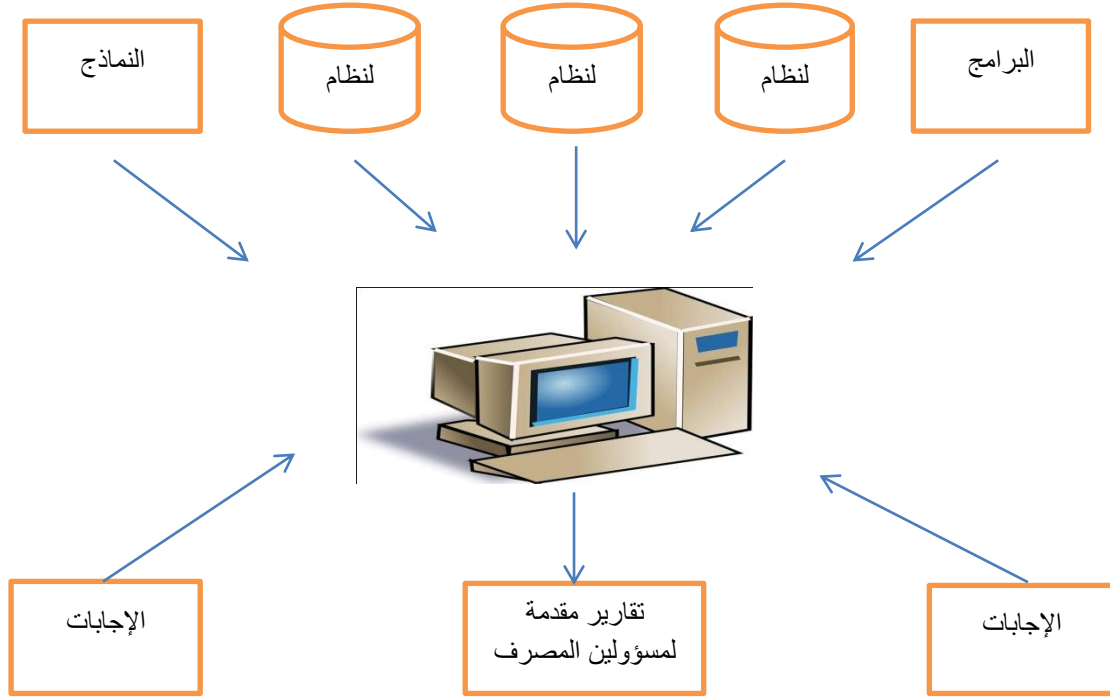 البرامج
لنظام
لنظام
لنظام
النماذج
الإجابات
تقارير مقدمة
لمسؤولين المصرف
الإجابات